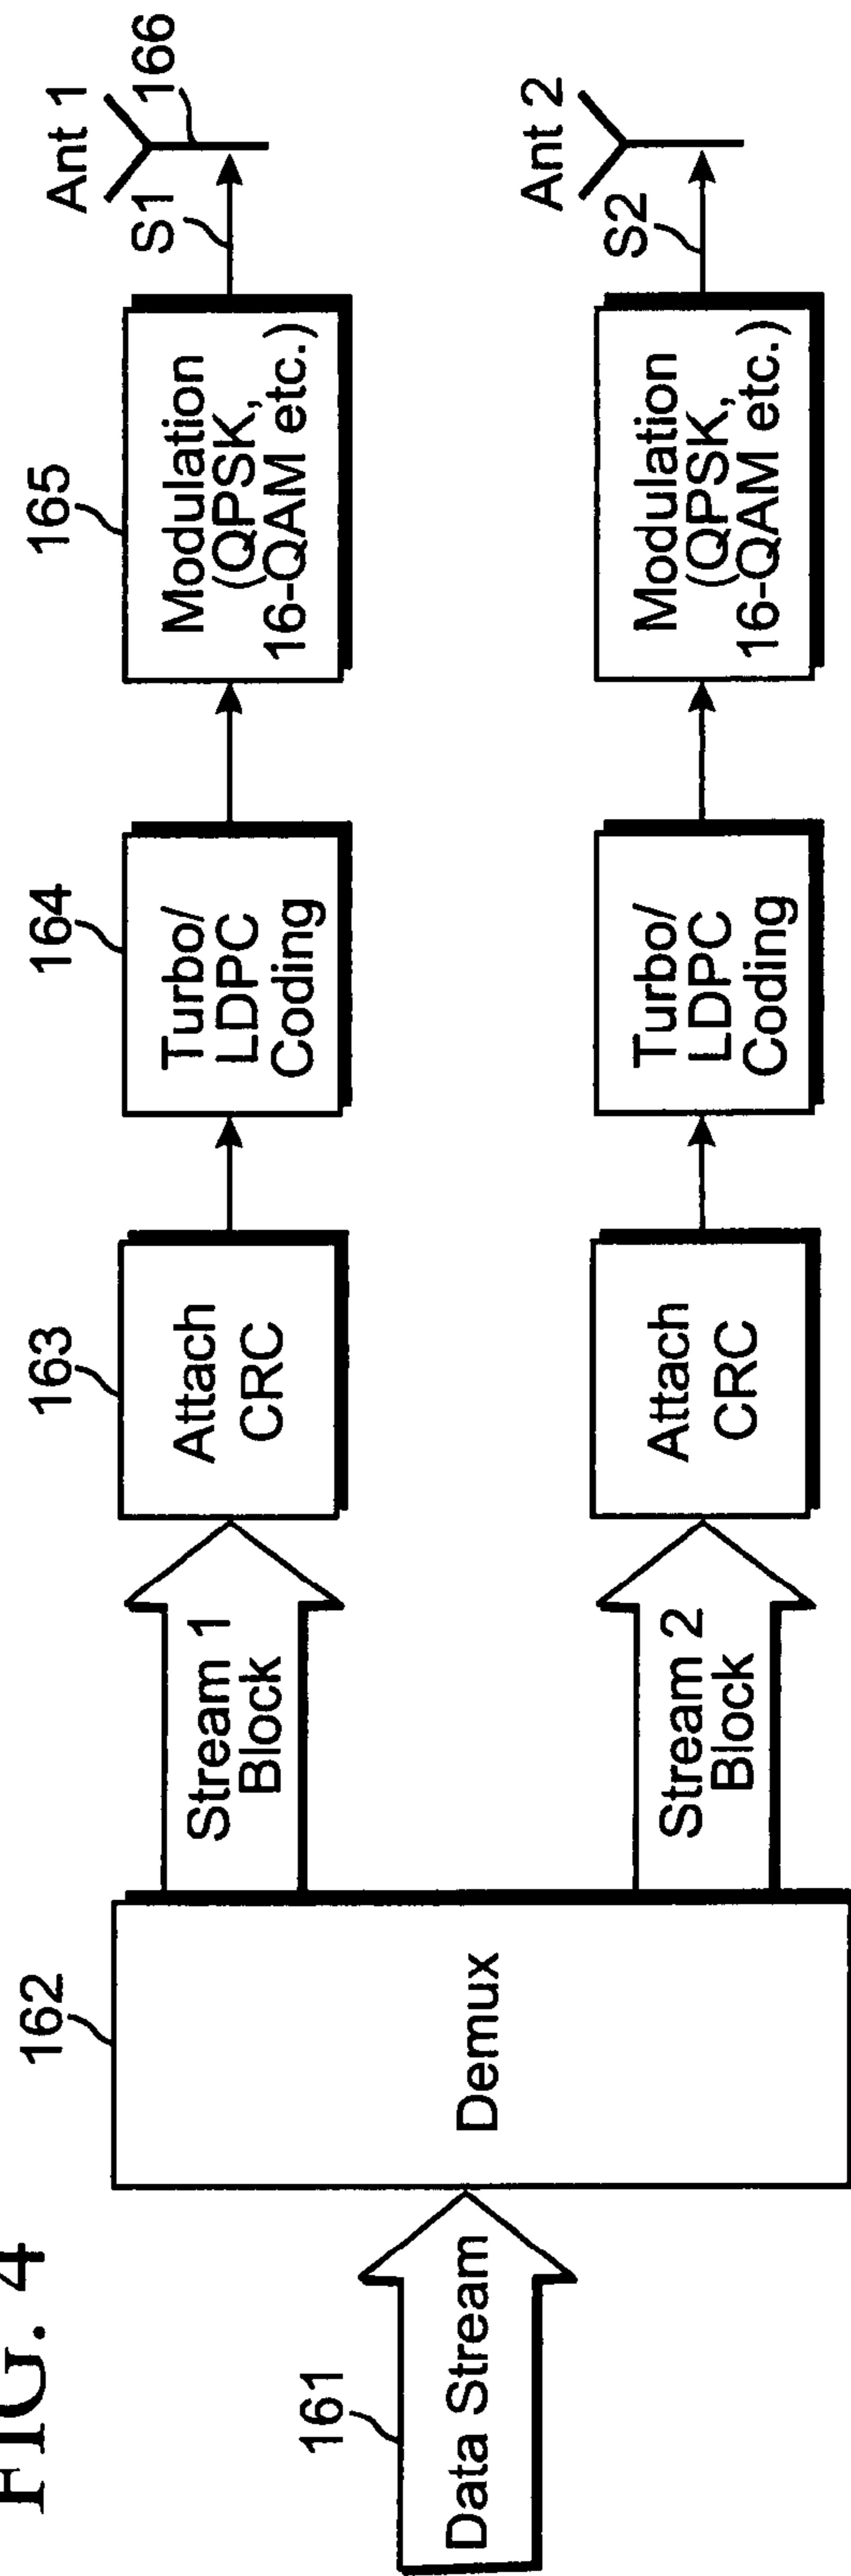 FIG. 4
161
Data Stream
162
Demux
Stream 1
Block
163
Attach
CRC
164
Turbo/
LDPC
Coding
165
Modulation
(QPSK,
16-QAM etc.)
S1
Ant 1
166
Stream 2
Block
Attach
CRC
Turbo/
LDPC
Coding
Modulation
(QPSK,
16-QAM etc.)
S2
Ant 2